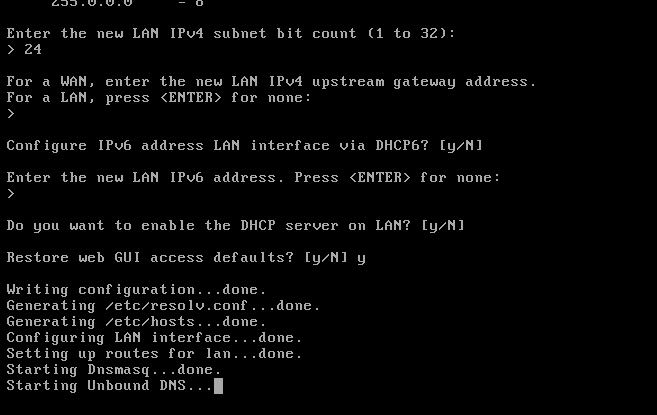 255.0.0.0     - 8
Enter the new LAN IPv4 subnet bit count (1 to 32):
> 24
For a WAN, enter the new LAN IPv4 upstream gateway address.
For a LAN, press <ENTER> for none:
>
Configure IPv6 address LAN interface via DHCP6? [y/N]
Enter the new LAN IPv6 address. Press <ENTER> for none:
>
Do you want to enable the DHCP server on LAN? [y/N]
Restore web GUI access defaults? [y/N] y
Writing configuration...done.
Generating /etc/resolv.conf...done.
Generating /etc/hosts...done.
Configuring LAN interface...done.
Setting up routes for lan...done.
Starting Dnsmasq...done.
Starting Unbound DNS...